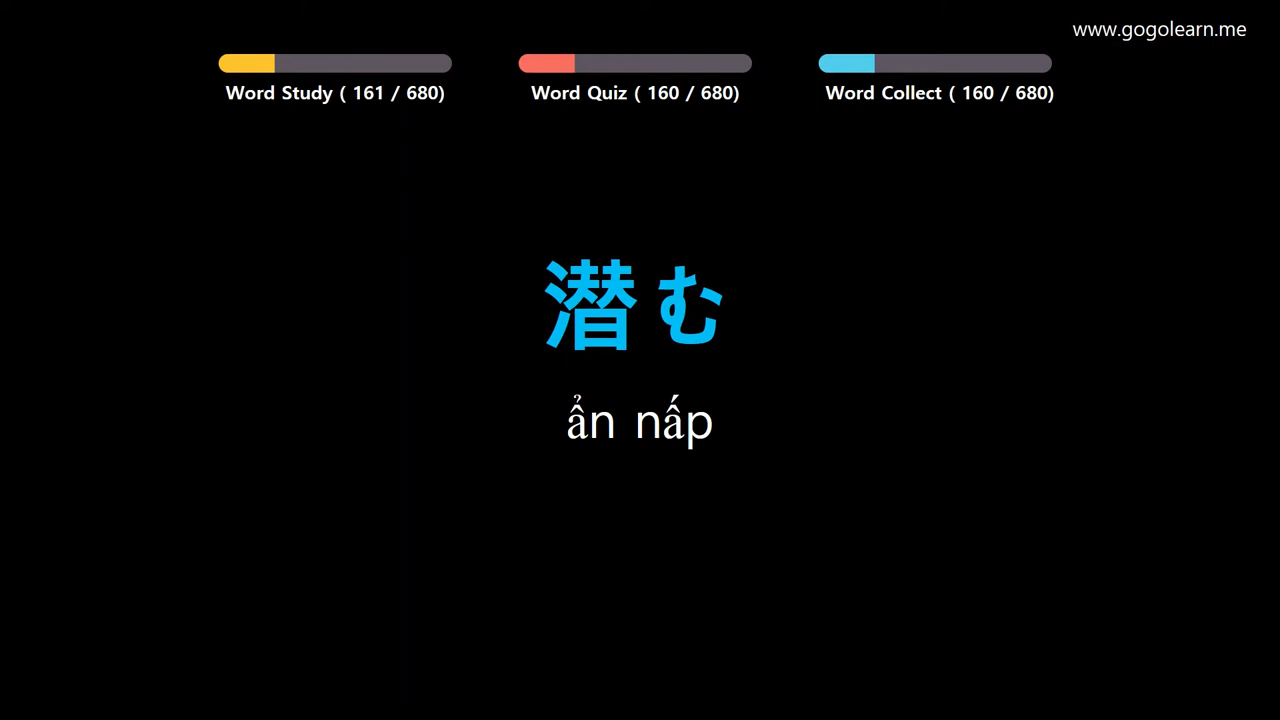 www.gogolearn.me
Word Study ( 161 / 680)
Word Quiz ( 160 / 680)
Word Collect ( 160 / 680)
潜む
ẩn nấp